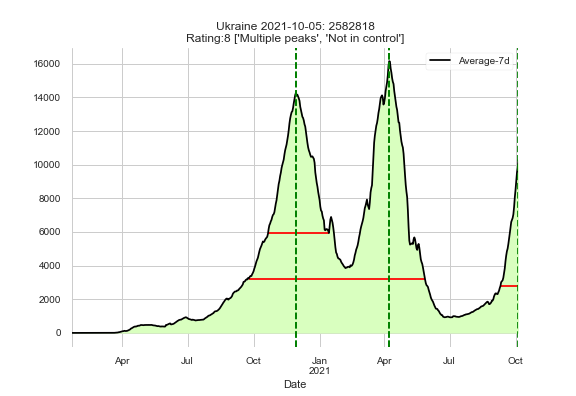 Ukraine 2021-10-05: 2582818
Rating:8 ['Multiple peaks', 'Not in control']
Average-7d
16000
14000
12000
10000
8000
6000
4000
2000
0
Apr Jul Oct Jan Apr Jul Oct
2021
Date